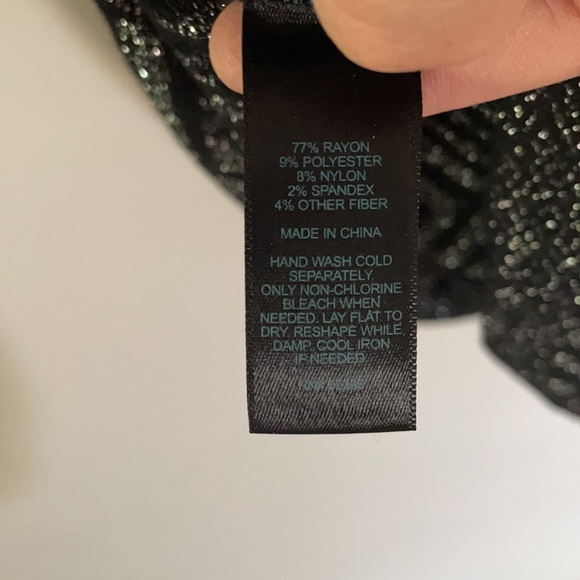 77% RAYON
9% POLYESTER
8% NYLON
2% SPANDEX
4% OTHER FIBER
MADE IN CHINA
HAND WASH COLD
SEPARATELY.
ONLY NON-CHLORINE
BLEACH WHEN
NEEDED. LAY FLAT TO
DRY. RESHAPE WHILE
DAMP. COOL IRON
IF NEEDED